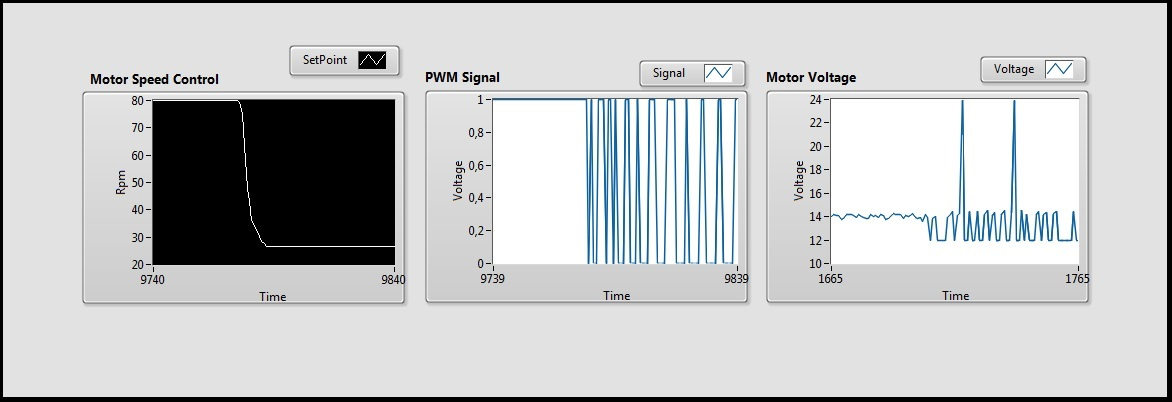 SetPoint
Motor Speed Control
80
70
60
50
40
30
20
Rpm
9740
9840
Time
Signal
PWM Signal
1
0,8
0,6
0,4
0,2
0
Voltage
9739
9839
Time
Voltage
Motor Voltage
24
22
20
18
16
14
12
10
Voltage
1665
1765
Time